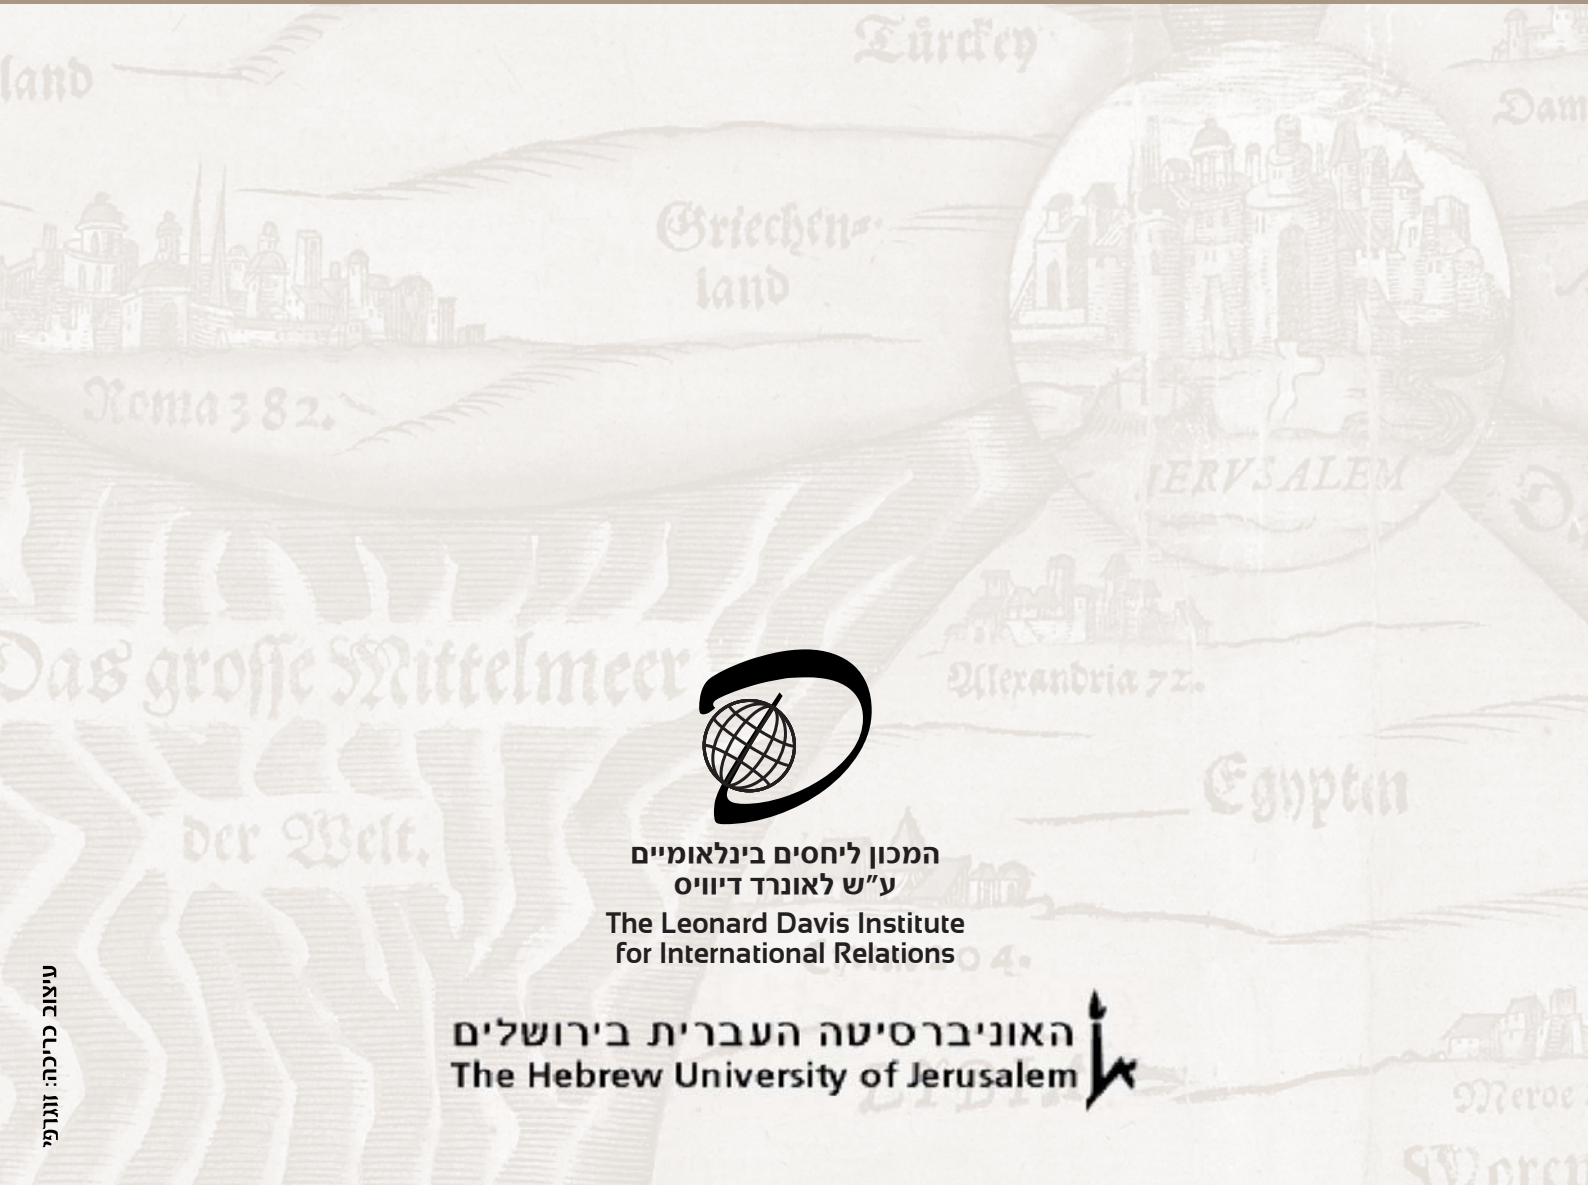 Türckey
land
Dam
Griechen=
land
Roma 382.
JERVSALEM
Das grosse Mittelmeer
Alexandria 72.
Egypten
der Welt.
המכון ליחסים בינלאומיים
ע"ש לאונרד דיוויס
The Leonard Davis Institute
for International Relations
האוניברסיטה העברית בירושלים
The Hebrew University of Jerusalem
LYBIA
Meroe
עיצוב כריכה: זוגרפי